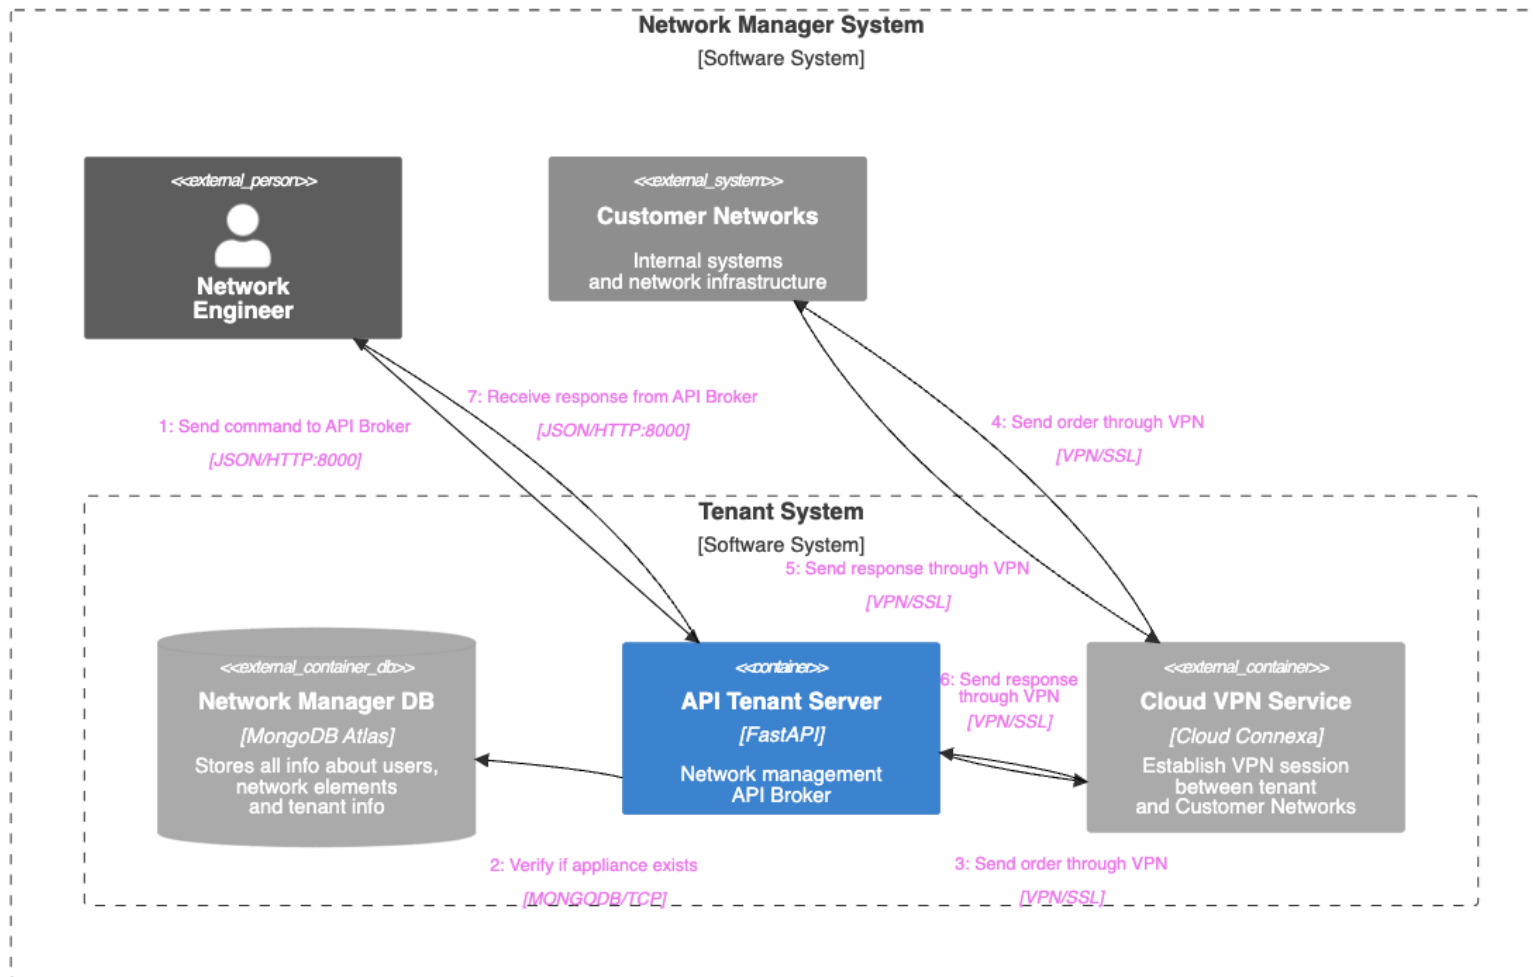 Network Manager System
[Software System]
<<external_person>>
Network
Engineer
<<external_system>>
Customer Networks
Internal systems
and network infrastructure
7: Receive response from API Broker
[JSON/HTTP:8000]
1: Send command to API Broker
[JSON/HTTP:8000]
4: Send order through VPN
[VPN/SSL]
Tenant System
[Software System]
5: Send response through VPN
[VPN/SSL]
<<external_container_db>>
Network Manager DB
[MongoDB Atlas]
Stores all info about users,
network elements
and tenant info
<<container>>
API Tenant Server
[FastAPI]
Network management
API Broker
6: Send response
through VPN
[VPN/SSL]
<<external_container>>
Cloud VPN Service
[Cloud Connexa]
Establish VPN session
between tenant
and Customer Networks
2: Verify if appliance exists
[MONGODB/TCP]
3: Send order through VPN
[VPN/SSL]